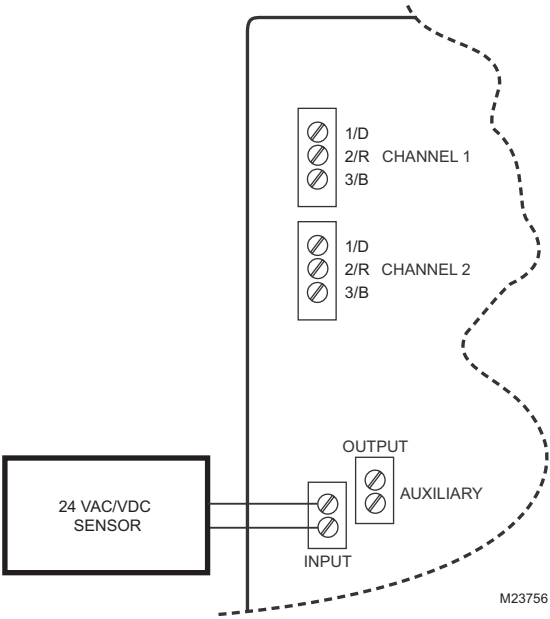 1/D
2/R CHANNEL 1
3/B
1/D
2/R CHANNEL 2
3/B
OUTPUT
AUXILIARY
24 VAC/VDC
SENSOR
INPUT
M23756